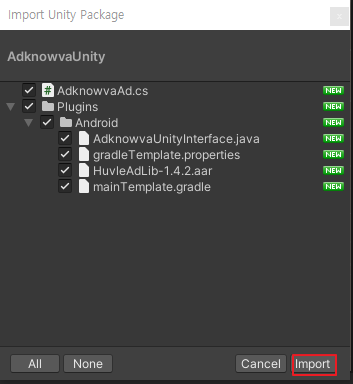 Import Unity Package
AdknowvaUnity
# AdknowvaAd.cs NEW
Plugins NEW
Android NEW
AdknowvaUnityInterface.java NEW
gradleTemplate.properties NEW
HuvleAdLib-1.4.2.aar NEW
mainTemplate.gradle NEW
All None Cancel Import